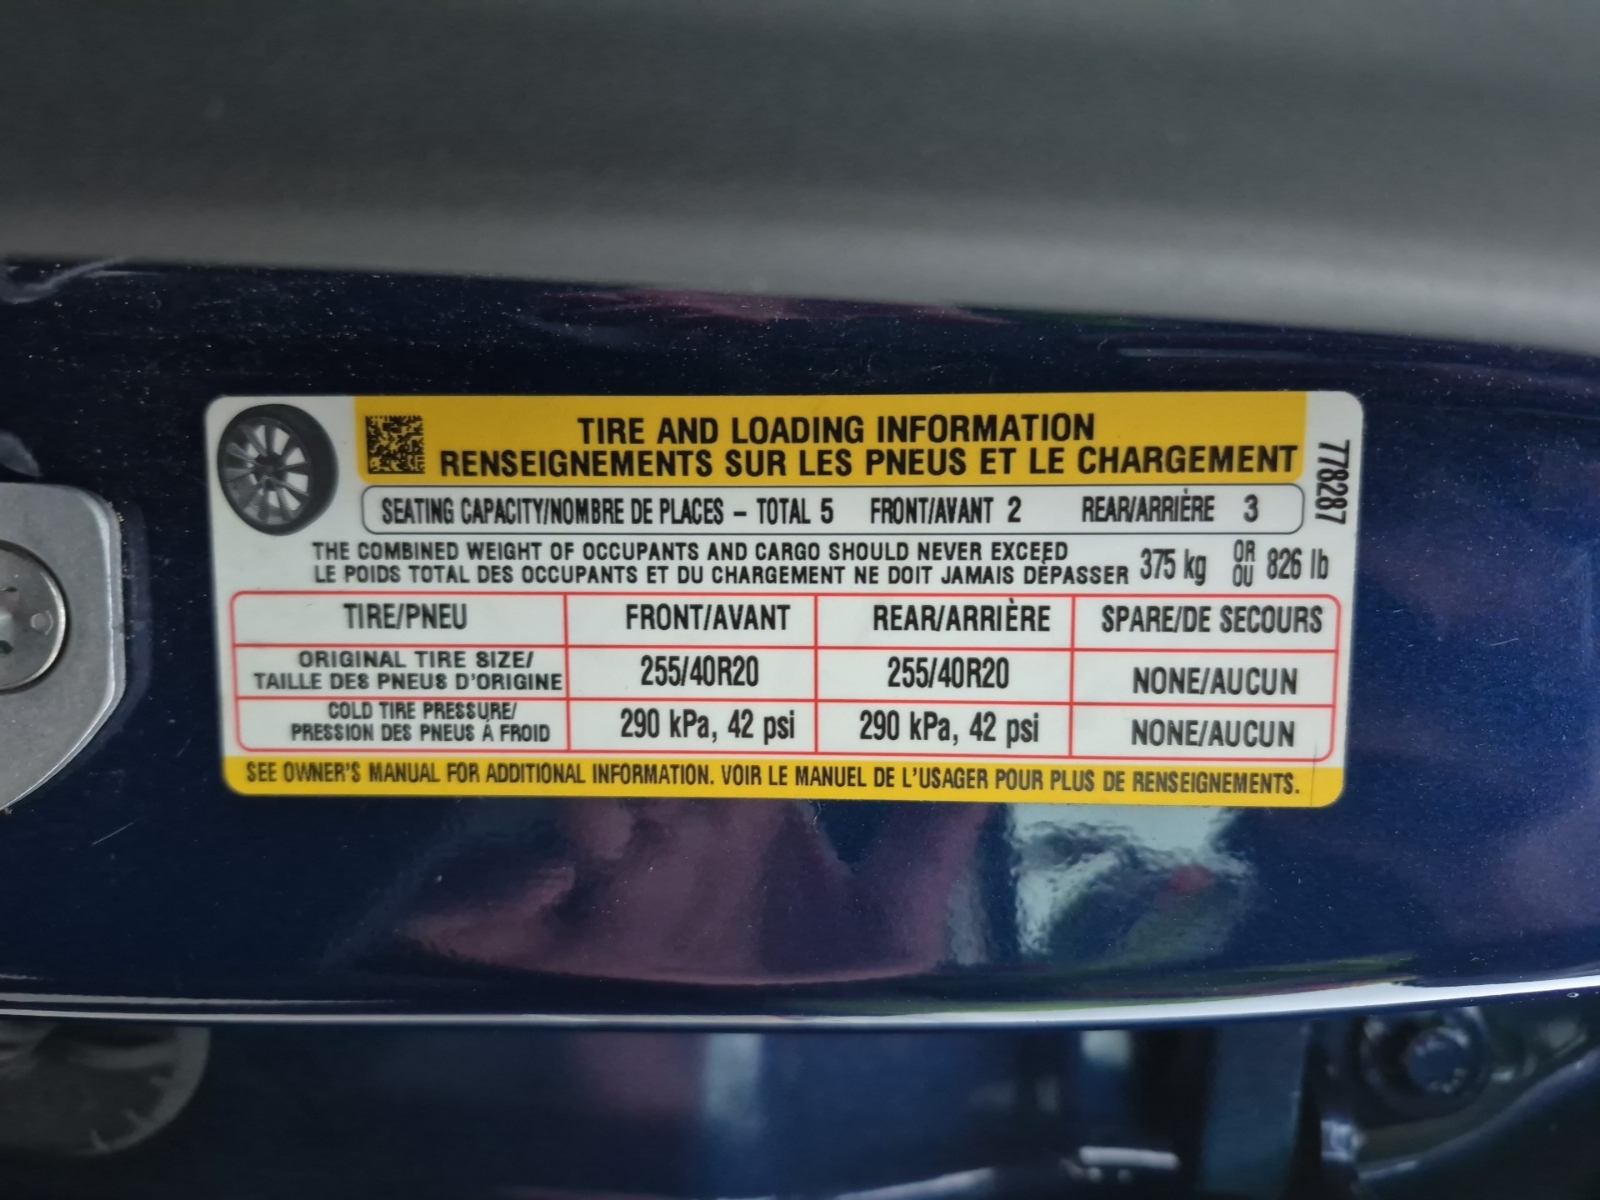 TIRE AND LOADING INFORMATION
RENSEIGNEMENTS SUR LES PNEUS ET LE CHARGEMENT
778287
SEATING CAPACITY/NOMBRE DE PLACES – TOTAL 5 FRONT/AVANT 2 REAR/ARRIÈRE 3
THE COMBINED WEIGHT OF OCCUPANTS AND CARGO SHOULD NEVER EXCEED
LE POIDS TOTAL DES OCCUPANTS ET DU CHARGEMENT NE DOIT JAMAIS DÉPASSER
375 kg OR
OU 826 lb
TIRE/PNEU FRONT/AVANT REAR/ARRIÈRE SPARE/DE SECOURS
ORIGINAL TIRE SIZE/
TAILLE DES PNEUS D'ORIGINE
255/40R20 255/40R20 NONE/AUCUN
COLD TIRE PRESSURE/
PRESSION DES PNEUS À FROID
290 kPa, 42 psi 290 kPa, 42 psi NONE/AUCUN
SEE OWNER'S MANUAL FOR ADDITIONAL INFORMATION. VOIR LE MANUEL DE L'USAGER POUR PLUS DE RENSEIGNEMENTS.